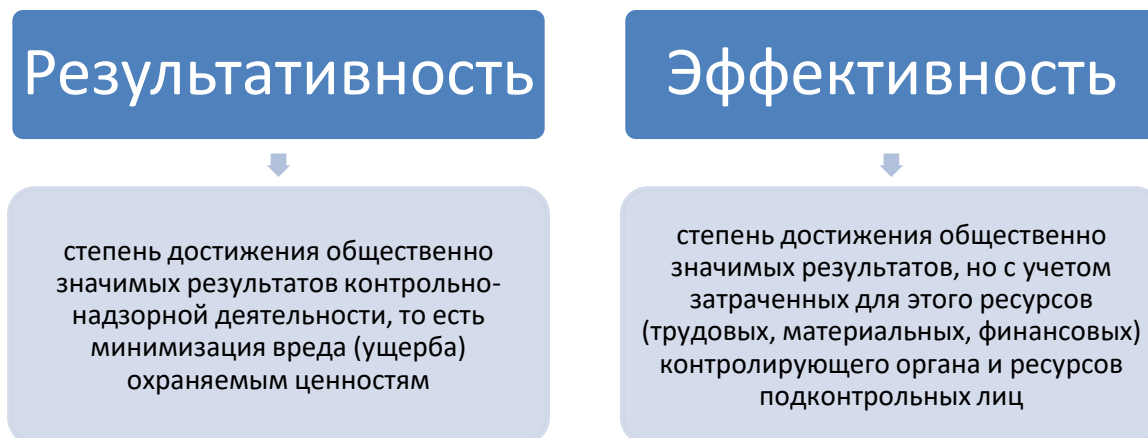 Результативность
степень достижения общественно
значимых результатов контрольно-
надзорной деятельности, то есть
минимизация вреда (ущерба)
охраняемым ценностям
Эффективность
степень достижения общественно
значимых результатов, но с учетом
затраченных для этого ресурсов
(трудовых, материальных, финансовых)
контролирующего органа и ресурсов
подконтрольных лиц